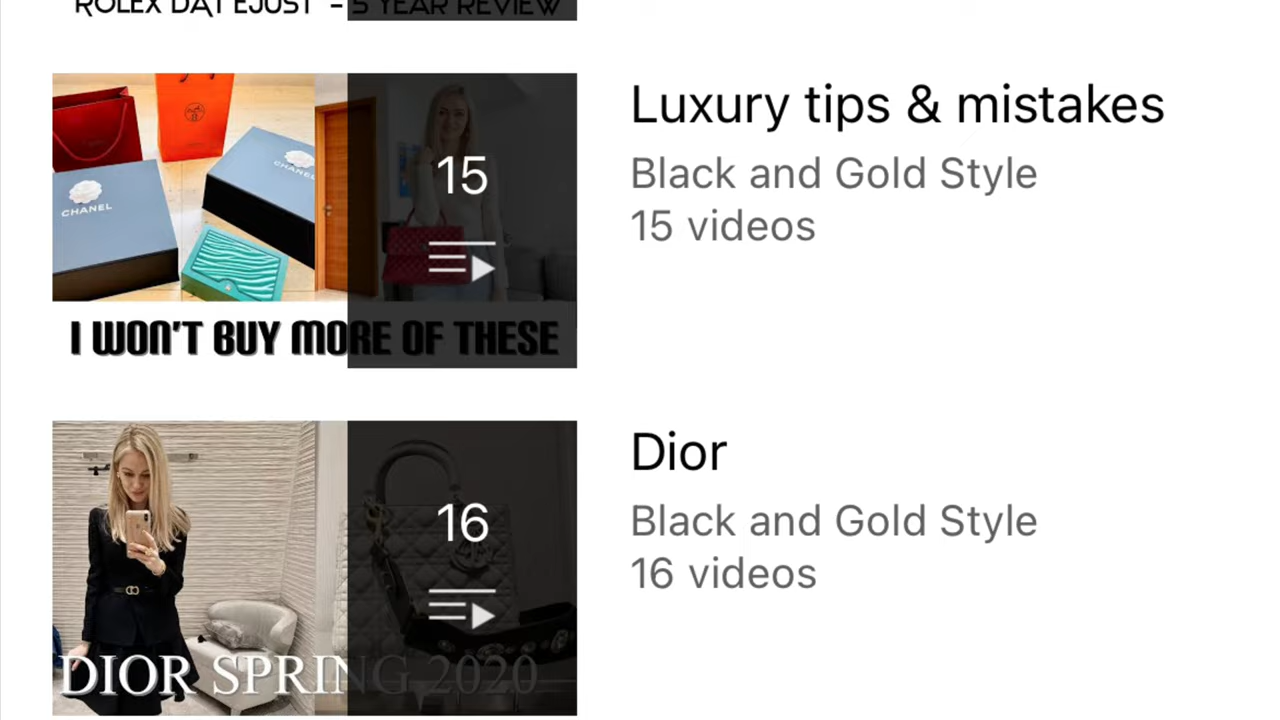 ROLEX DATEJUST - 5 YEAR REVIEW
CHANEL
CHANEL
15
I WON'T BUY MORE OF THESE
Luxury tips & mistakes
Black and Gold Style
15 videos
16
DIOR SPRING 2020
Dior
Black and Gold Style
16 videos